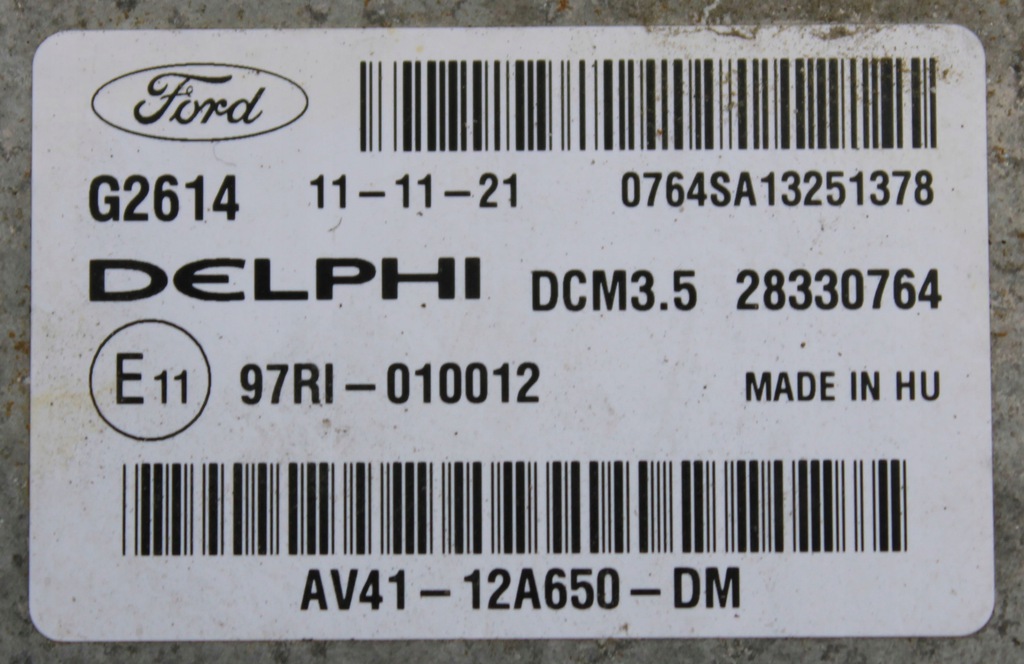 Ford
G2614 11-11-21 0764SA13251378
DELPHI DCM3.5 28330764
E11 97RI-010012 MADE IN HU
AV41-12A650-DM